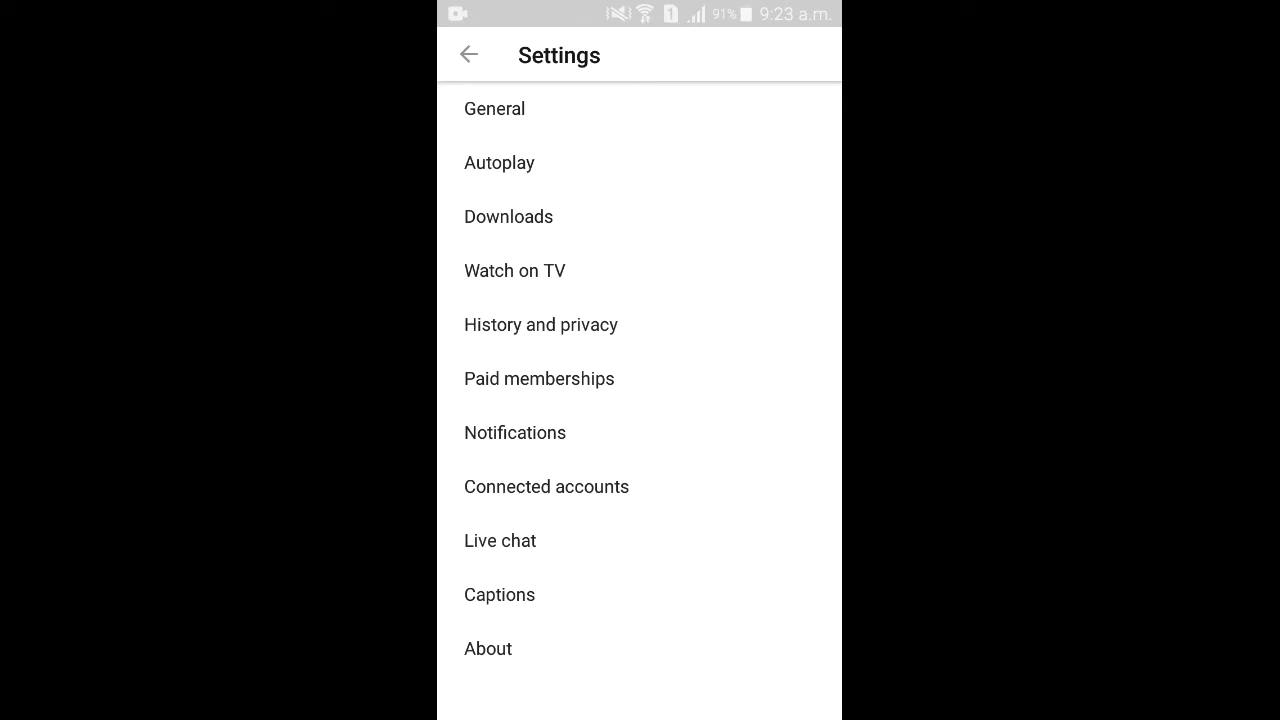 1 91% 9:23 a.m.
Settings
General
Autoplay
Downloads
Watch on TV
History and privacy
Paid memberships
Notifications
Connected accounts
Live chat
Captions
About